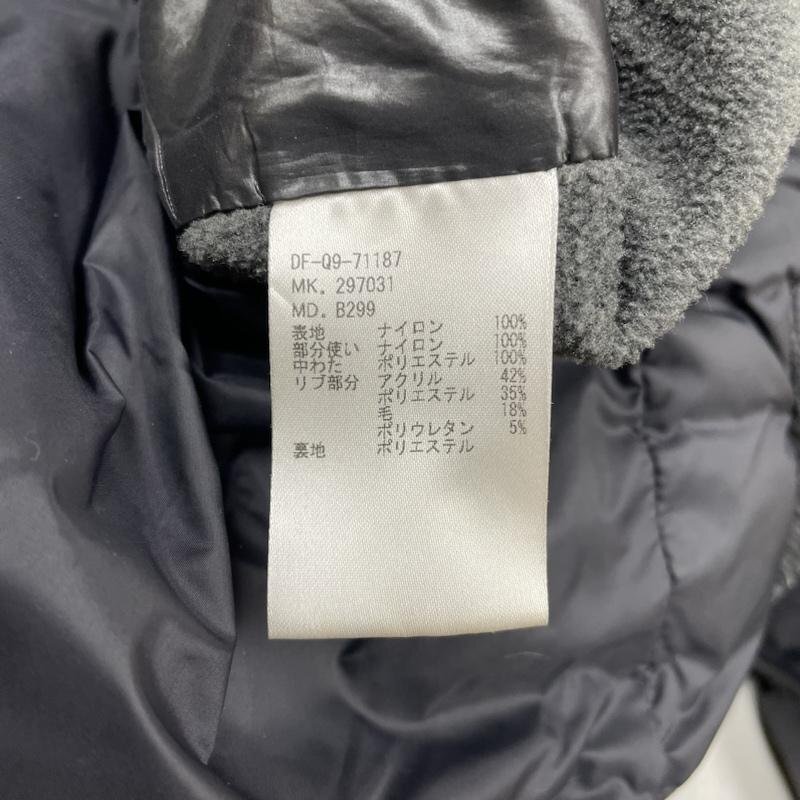 DF-Q9-71187
MK. 297031
MD. B299
表地 ナイロン 100%
部分使い ナイロン 100%
中わた ポリエステル 100%
リブ部分 アクリル 42%
ポリエステル 35%
毛 18%
ポリウレタン 5%
裏地 ポリエステル